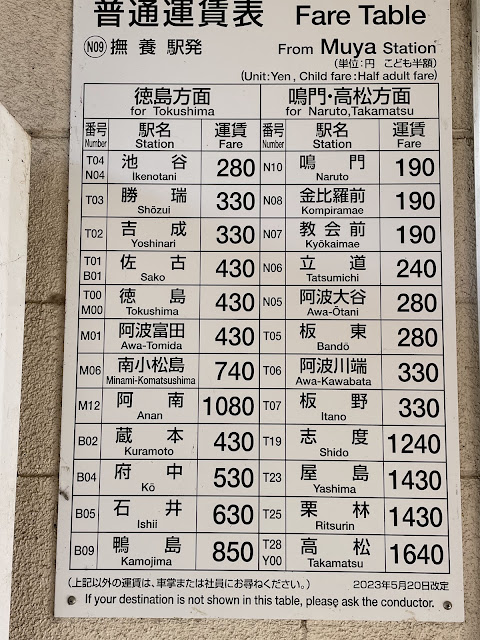 普通運賃表 Fare Table
N09 撫養駅発 From Muya Station
(単位:円 こども半額)
(Unit:Yen, Child fare:Half adult fare)
徳島方面 鳴門・高松方面
for Tokushima for Naruto,Takamatsu
番号 駅名 運賃 番号 駅名 運賃
Number Station Fare Number Station Fare
T04 N04 池谷 Ikenotani 280 N10 鳴門 Naruto 190
T03 勝瑞 Shōzui 330 N08 金比羅前 Kompiramae 190
T02 吉成 Yoshinari 330 N07 教会前 Kyōkaimae 190
T01 B01 佐古 Sako 430 N06 立道 Tatsumichi 240
T00 M00 徳島 Tokushima 430 N05 阿波大谷 Awa-Ōtani 280
M01 阿波富田 Awa-Tomida 430 T05 板東 Bandō 280
M06 南小松島 Minami-Komatsushima 740 T06 阿波川端 Awa-Kawabata 330
M12 阿南 Anan 1080 T07 板野 Itano 330
B02 蔵本 Kuramoto 430 T19 志度 Shido 1240
B04 府中 Kō 530 T23 屋島 Yashima 1430
B05 石井 Ishii 630 T25 栗林 Ritsurin 1430
B09 鴨島 Kamojima 850 T28 Y00 高松 Takamatsu 1640
(上記以外の運賃は、車掌または社員にお尋ねください。) 2023年5月20日改定
If your destination is not shown in this table, please ask the conductor.